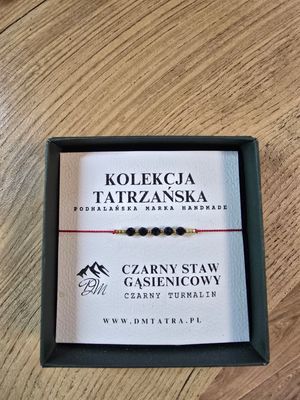 KOLEKCJA
TATRZAŃSKA
PODHALAŃSKA MARKA HANDMADE
DM
CZARNY STAW
GĄSIENICOWY
CZARNY TURMALIN
WWW.DMTATRA.PL